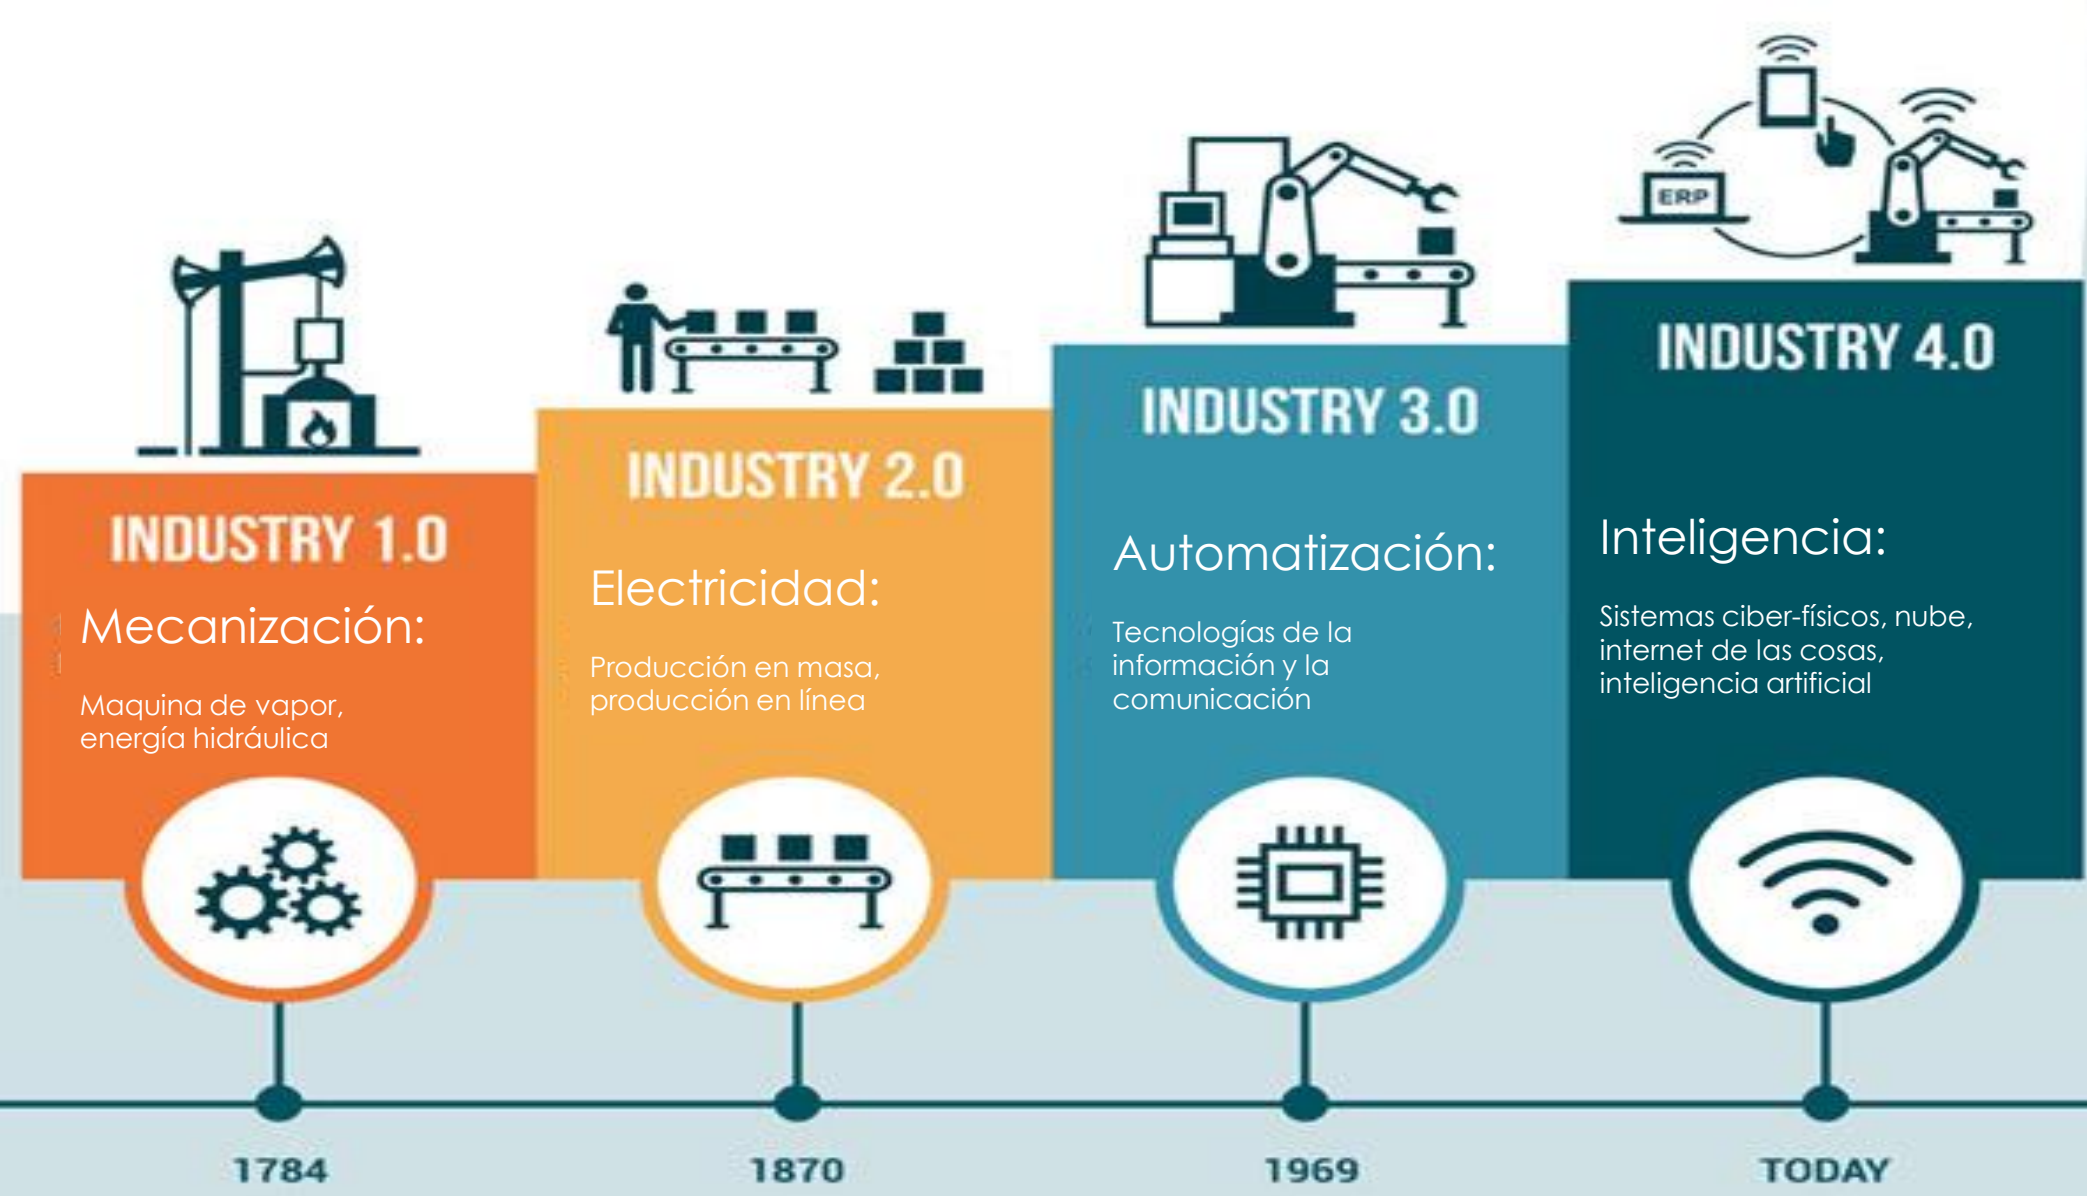 ERP
INDUSTRY 1.0
Mecanización:
Maquina de vapor,
energía hidráulica
1784
INDUSTRY 2.0
Electricidad:
Producción en masa,
producción en línea
1870
INDUSTRY 3.0
Automatización:
Tecnologías de la
información y la
comunicación
1969
INDUSTRY 4.0
Inteligencia:
Sistemas ciber-físicos, nube,
internet de las cosas,
inteligencia artificial
TODAY